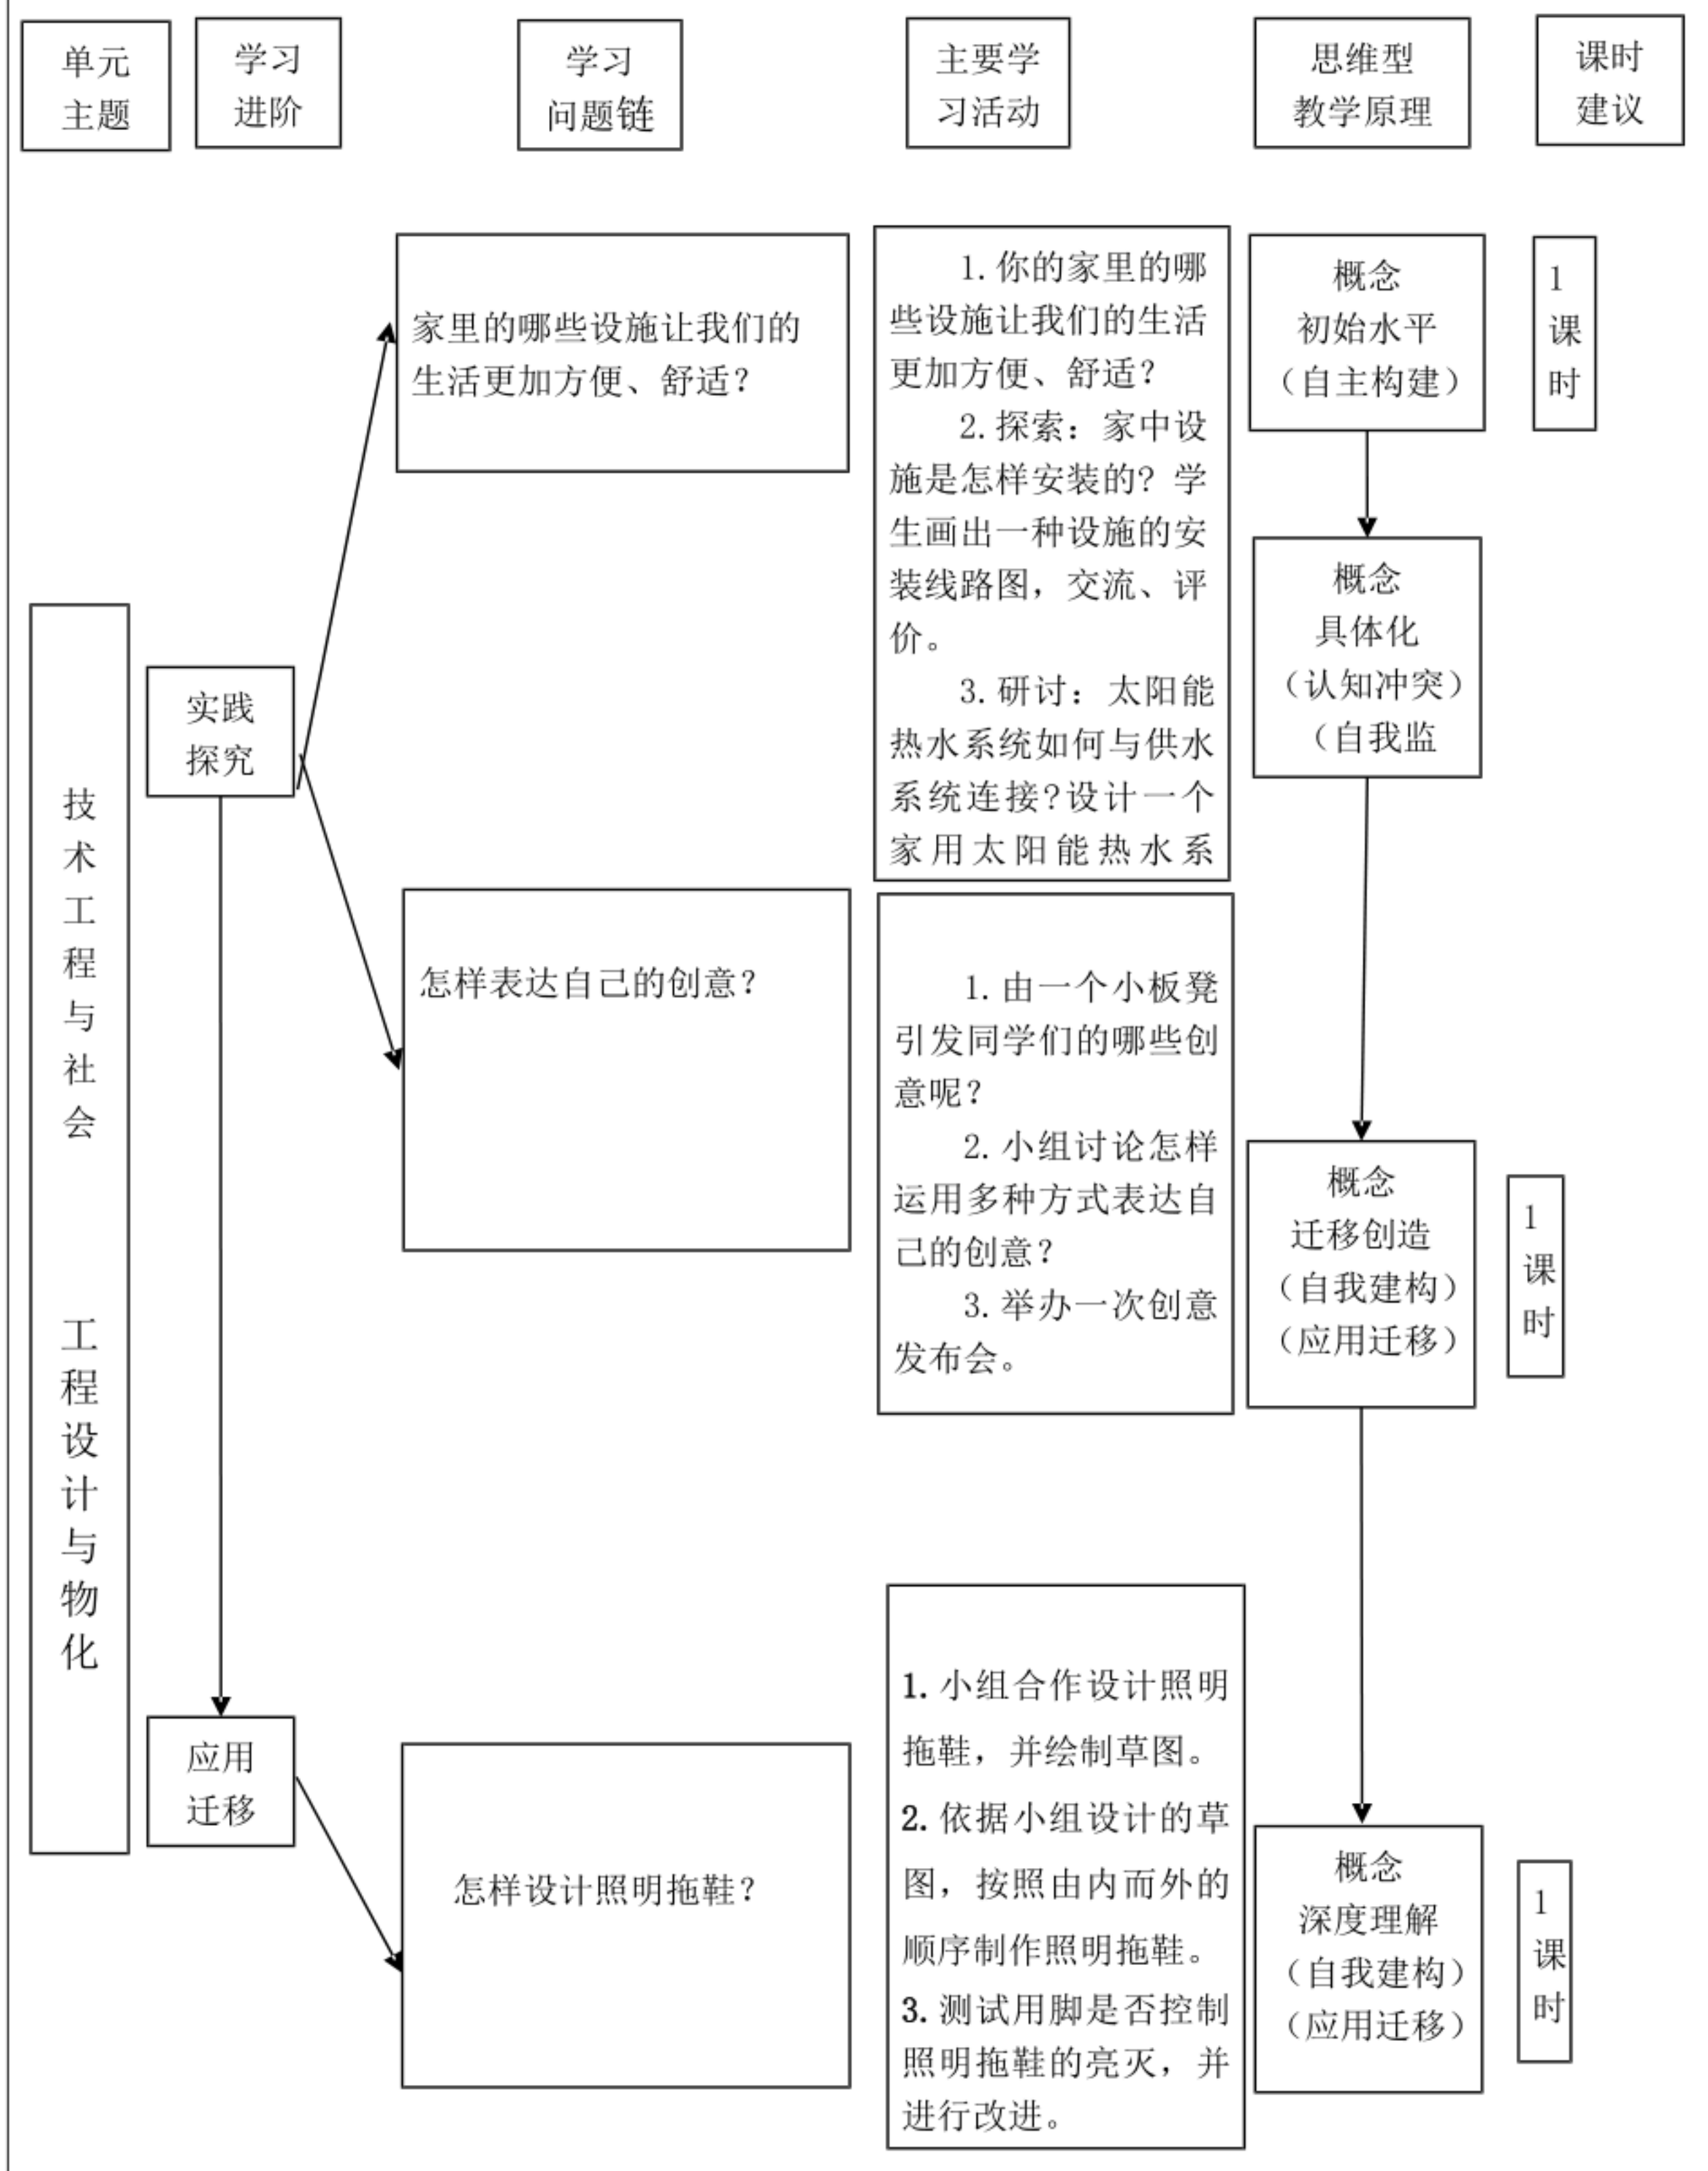 单元
主题
学习
进阶
学习
问题链
主要学
习活动
思维型
教学原理
课时
建议
技术工程与社会
工程设计与物化
实践
探究
家里的哪些设施让我们的
生活更加方便、舒适？
1.你的家里的哪
些设施让我们的生活
更加方便、舒适？
2.探索：家中设
施是怎样安装的？学
生画出一种设施的安
装线路图，交流、评
价。
3.研讨：太阳能
热水系统如何与供水
系统连接?设计一个
家用太阳能热水系
概念
初始水平
（自主构建）
1
课
时
概念
具体化
（认知冲突）
（自我监
怎样表达自己的创意？
1.由一个小板凳
引发同学们的哪些创
意呢？
2.小组讨论怎样
运用多种方式表达自
己的创意？
3.举办一次创意
发布会。
概念
迁移创造
（自我建构）
（应用迁移）
1
课
时
应用
迁移
怎样设计照明拖鞋？
1.小组合作设计照明
拖鞋，并绘制草图。
2.依据小组设计的草
图，按照由内而外的
顺序制作照明拖鞋。
3.测试用脚是否控制
照明拖鞋的亮灭，并
进行改进。
概念
深度理解
（自我建构）
（应用迁移）
1
课
时